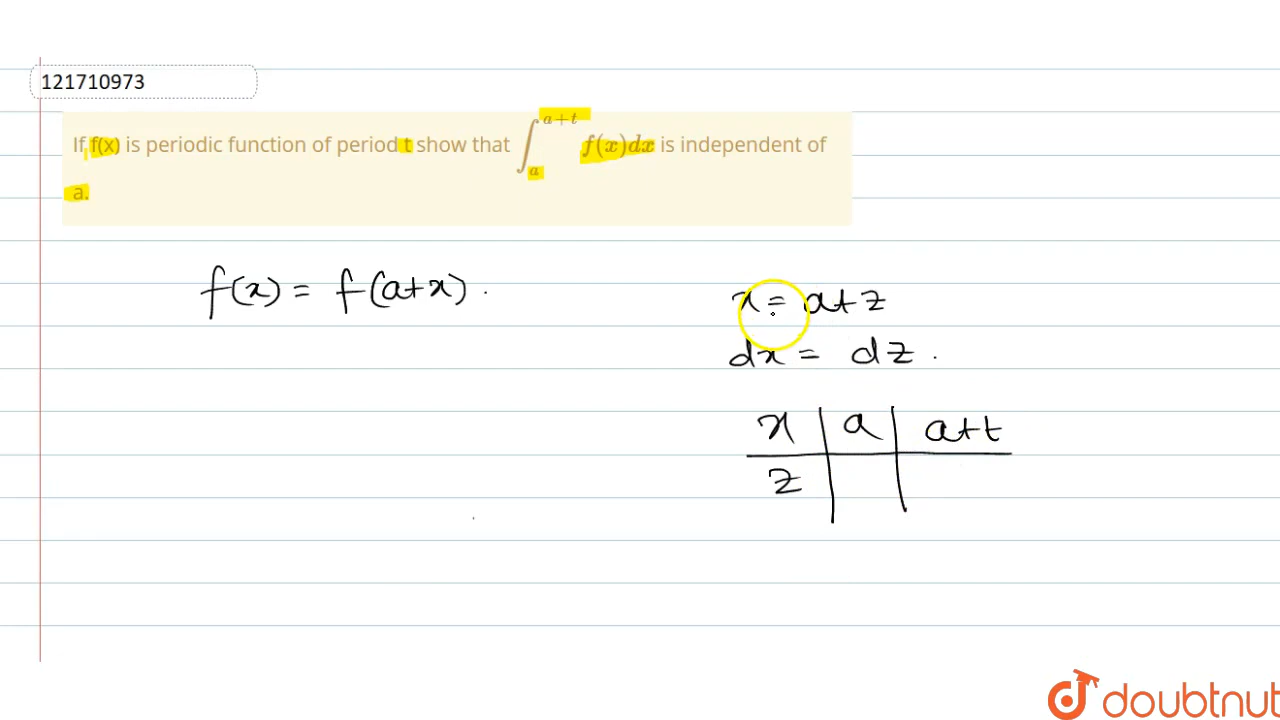 121710973
If f(x) is periodic function of period t show that ∫_a^{a+t} f(x)dx is independent of
a.
f(x) = f(a+x).
x = a+z
dx = dz.
x | a | a+t
z | |
doubtnut